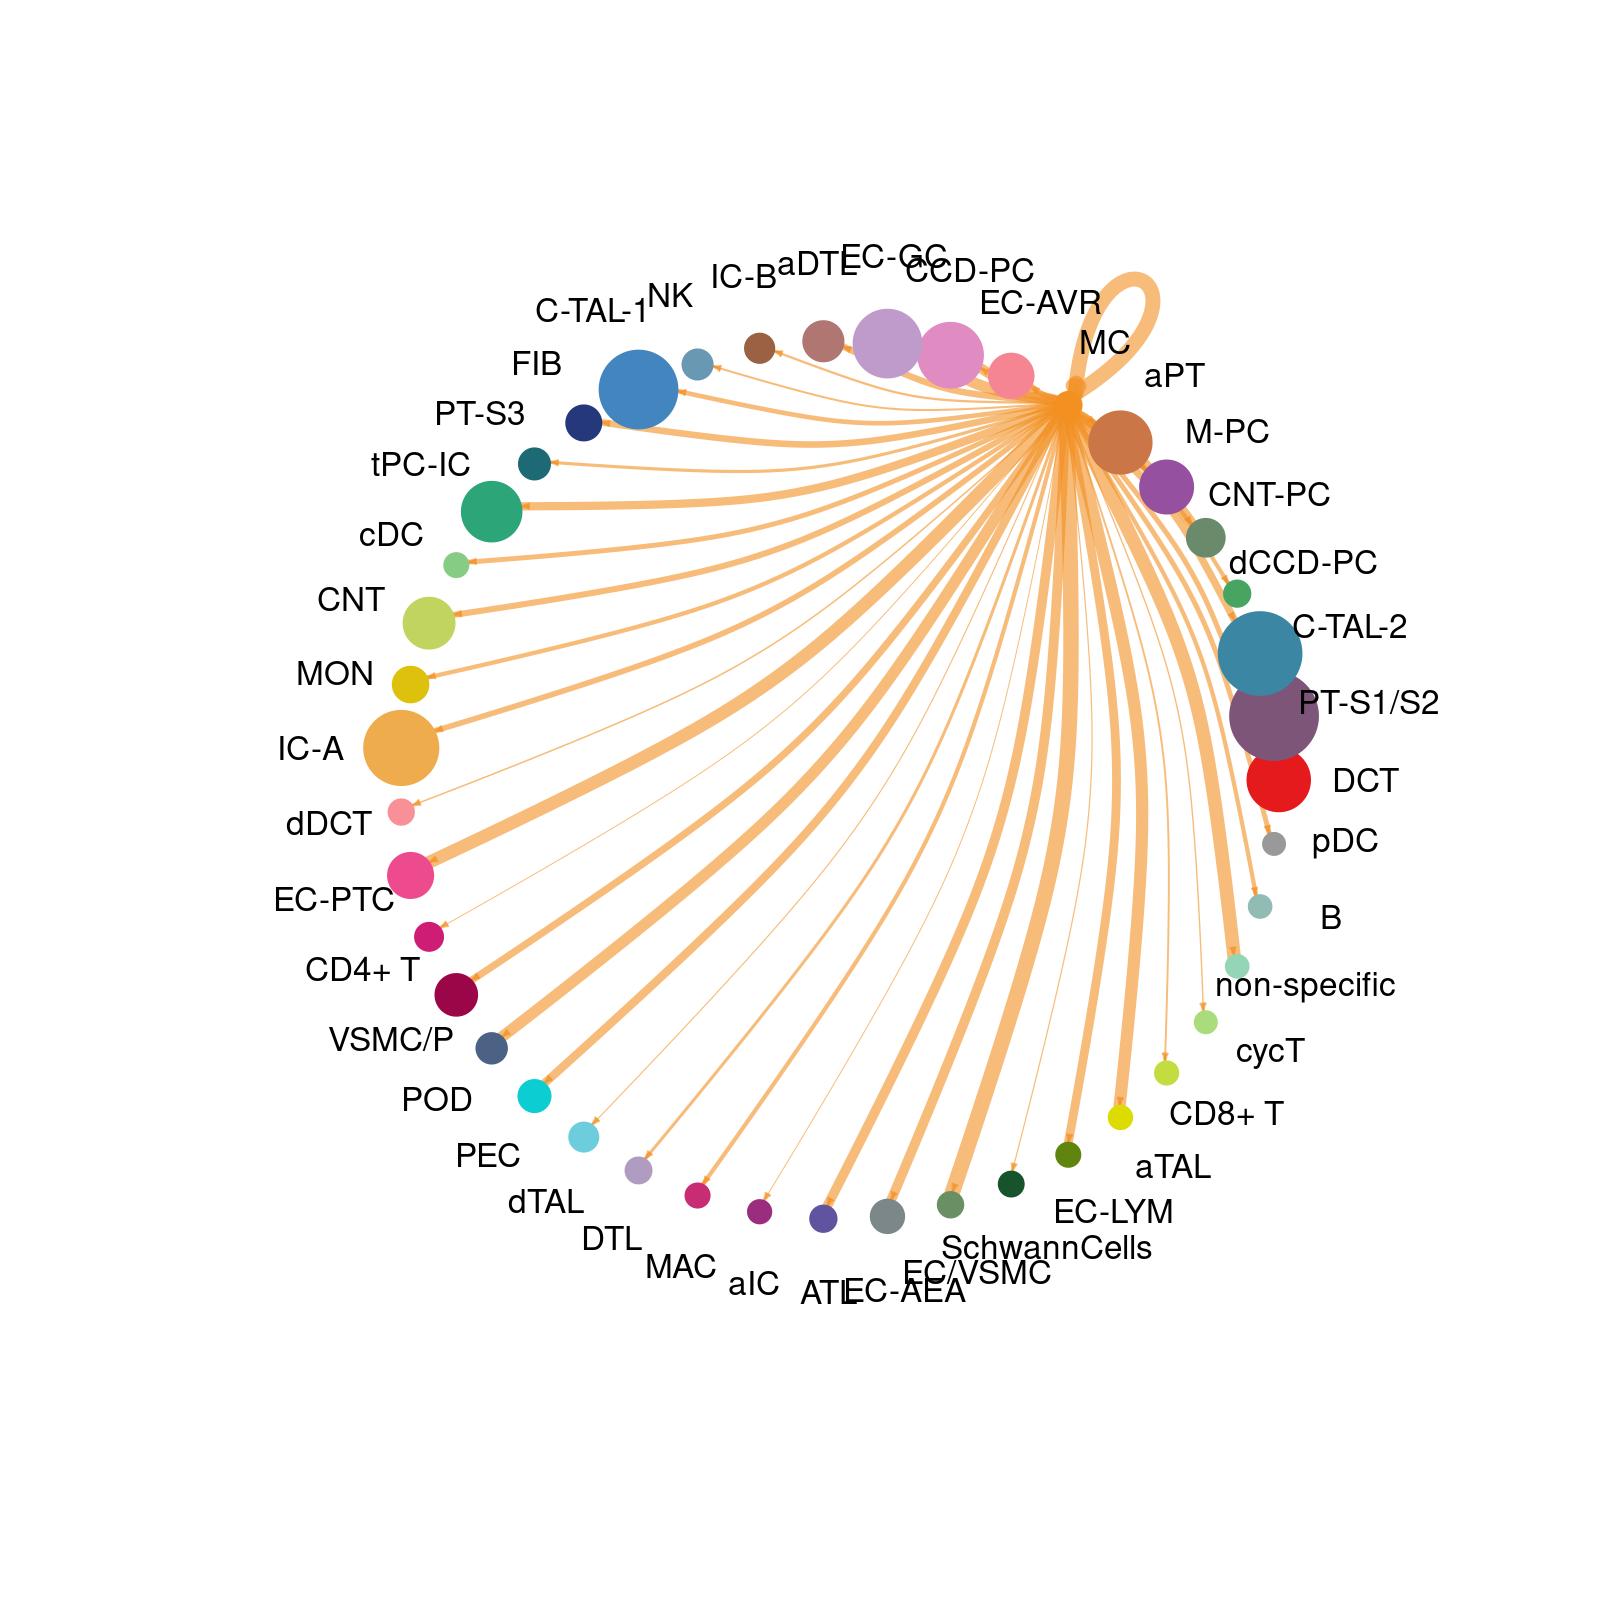 EC-GC
aDTL
CCD-PC
IC-B
NK
EC-AVR
C-TAL-1
MC
FIB
aPT
PT-S3
M-PC
tPC-IC
CNT-PC
cDC
dCCD-PC
CNT
C-TAL-2
MON
PT-S1/S2
IC-A
DCT
dDCT
pDC
EC-PTC
B
CD4+ T
non-specific
VSMC/P
cycT
POD
CD8+ T
PEC
aTAL
dTAL
EC-LYM
DTL
SchwannCells
MAC
EC/VSMC
aIC
ATL
EC-AEA